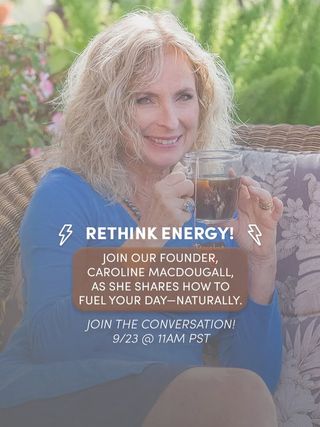 RETHINK ENERGY!
JOIN OUR FOUNDER,
CAROLINE MACDOUGALL,
AS SHE SHARES HOW TO
FUEL YOUR DAY—NATURALLY.
JOIN THE CONVERSATION!
9/23 @ 11AM PST